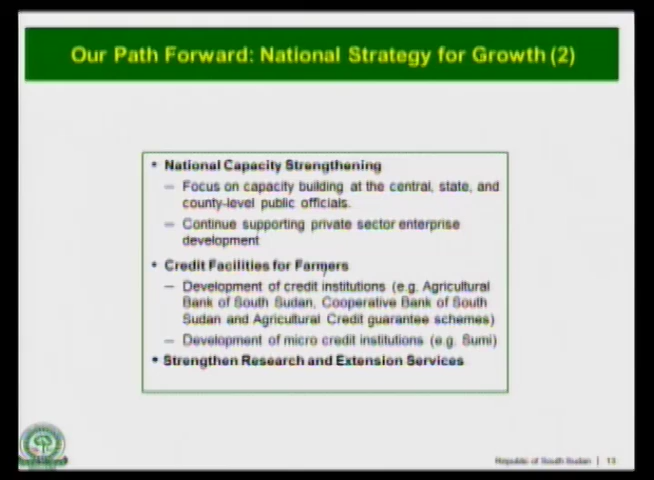 Our Path Forward: National Strategy for Growth (2)
• National Capacity Strengthening
– Focus on capacity building at the central, state, and
county-level public officials.
– Continue supporting private sector enterprise
development
• Credit Facilities for Farmers
– Development of credit institutions (e.g. Agricultural
Bank of South Sudan, Cooperative Bank of South
Sudan and Agricultural Credit guarantee schemes)
– Development of micro credit institutions (e.g. Sumi)
• Strengthen Research and Extension Services
Republic of South Sudan | 13